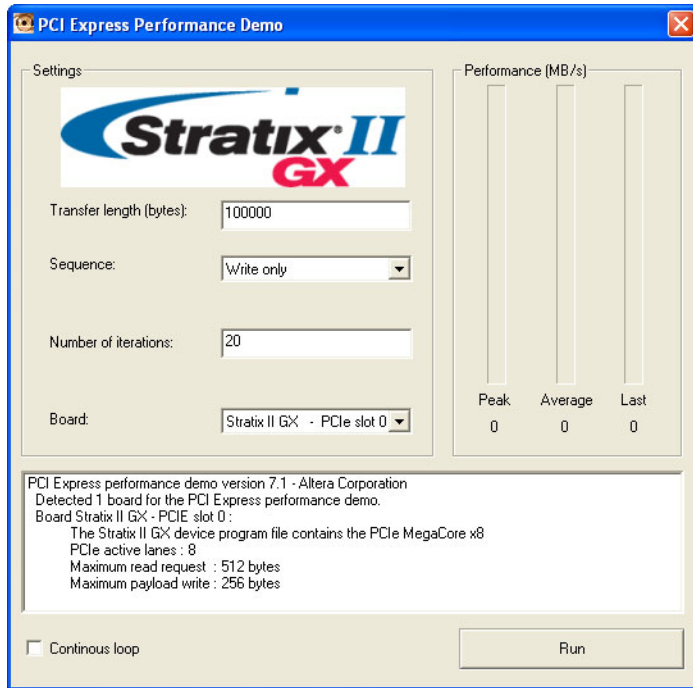 PCI Express Performance Demo
Settings
Stratix II
GX
Transfer length (bytes):
100000
Sequence:
Write only
Number of iterations:
20
Board:
Stratix II GX - PCIe slot 0
Performance (MB/s)
Peak Average Last
0 0 0
PCI Express performance demo version 7.1 - Altera Corporation
Detected 1 board for the PCI Express performance demo.
Board Stratix II GX - PCIE slot 0 :
The Stratix II GX device program file contains the PCIe MegaCore x8
PCIe active lanes : 8
Maximum read request : 512 bytes
Maximum payload write : 256 bytes
Continous loop
Run